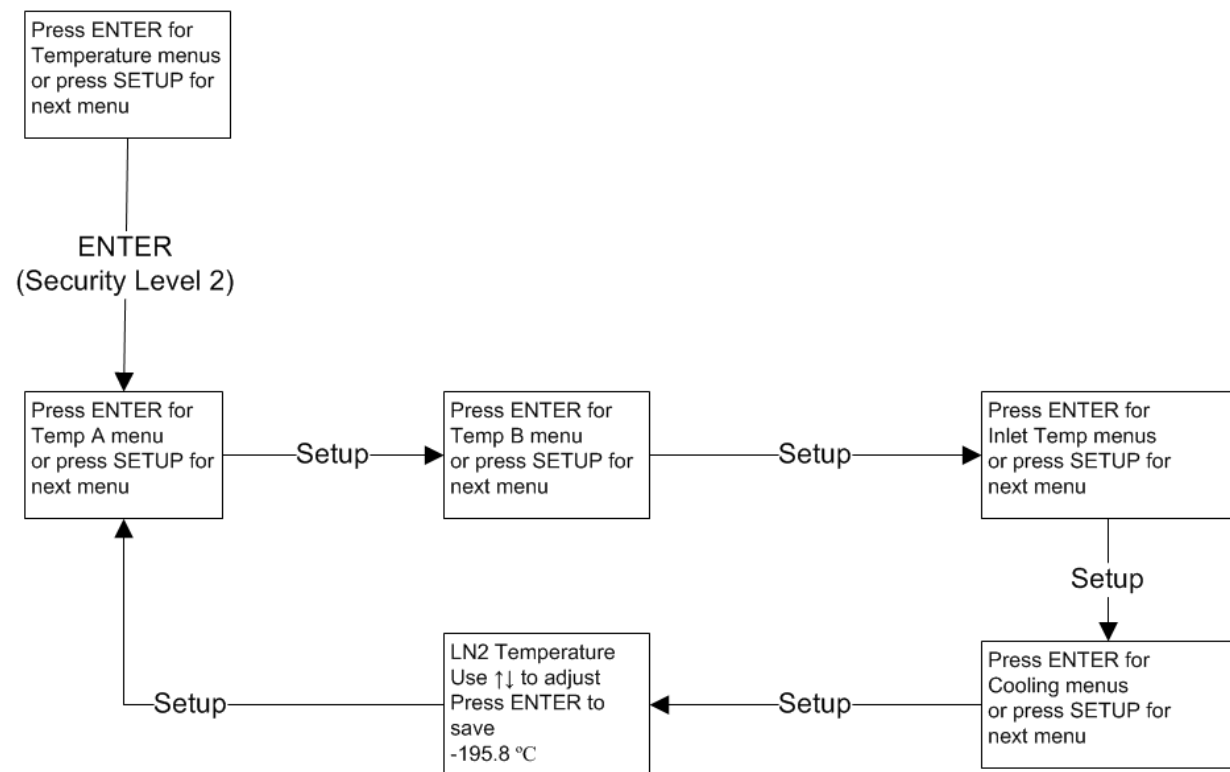 Press ENTER for
Temperature menus
or press SETUP for
next menu
ENTER
(Security Level 2)
Press ENTER for
Temp A menu
or press SETUP for
next menu
Setup
Press ENTER for
Temp B menu
or press SETUP for
next menu
Setup
Press ENTER for
Inlet Temp menus
or press SETUP for
next menu
Setup
Press ENTER for
Cooling menus
or press SETUP for
next menu
Setup
LN2 Temperature
Use ↑↓ to adjust
Press ENTER to
save
-195.8 ℃
Setup